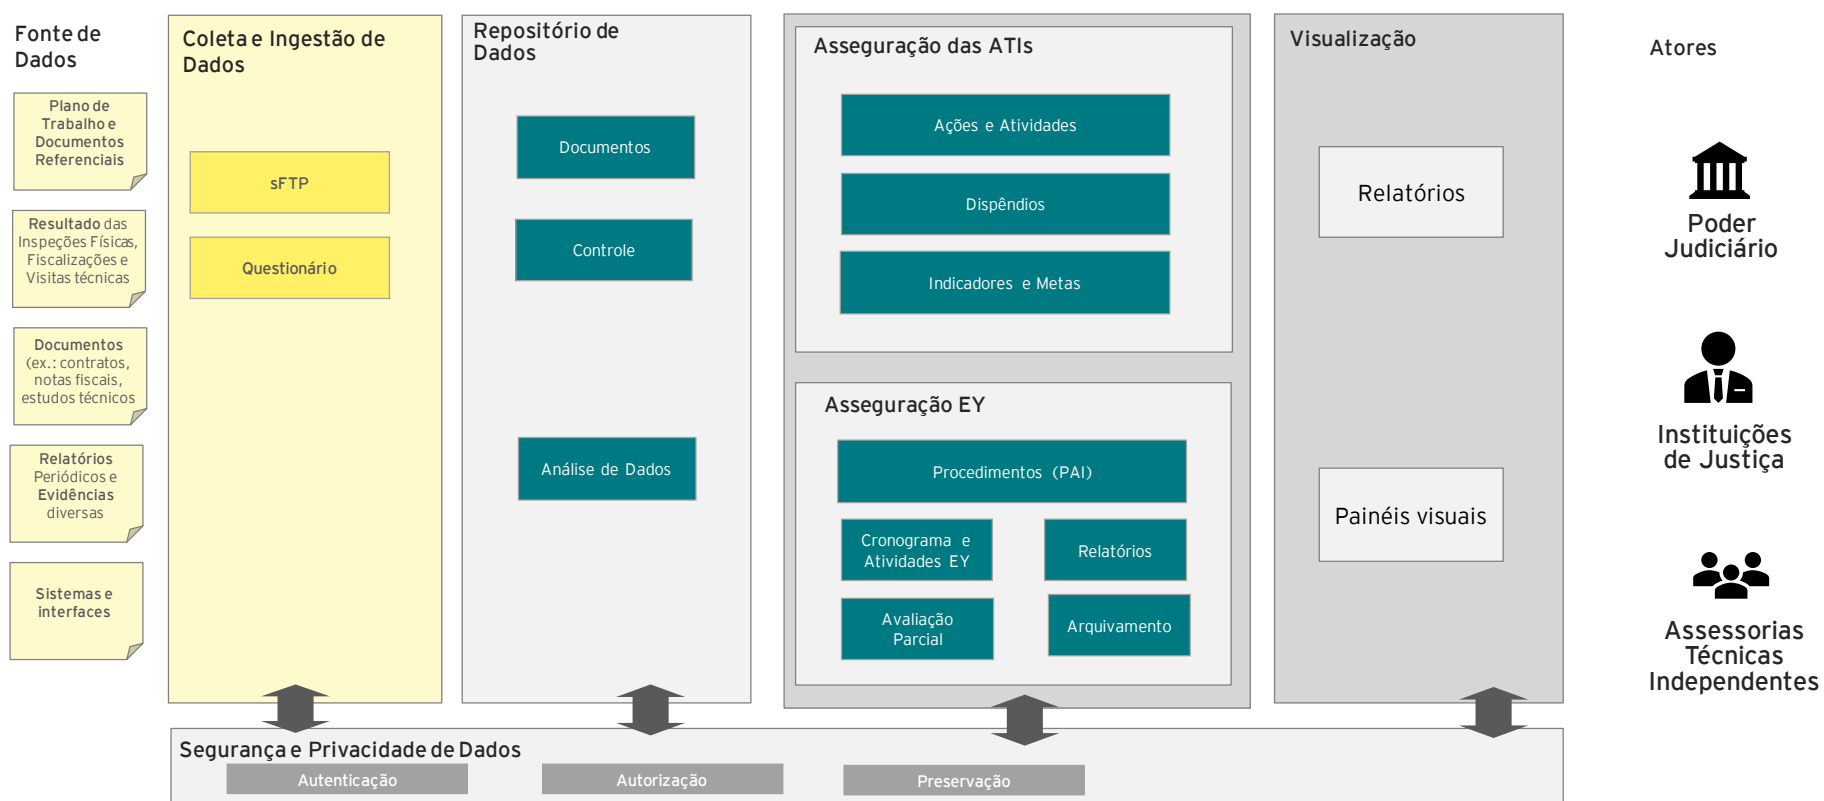 Fonte de
Dados
Plano de
Trabalho e
Documentos
Referenciais
Resultado das
Inspeções Físicas,
Fiscalizações e
Visitas técnicas
Documentos
(ex.: contratos,
notas fiscais,
estudos técnicos
Relatórios
Periódicos e
Evidências
diversas
Sistemas e
interfaces
Coleta e Ingestão de
Dados
sFTP
Questionário
Repositório de
Dados
Documentos
Controle
Análise de Dados
Asseguração das ATIs
Ações e Atividades
Dispêndios
Indicadores e Metas
Asseguração EY
Procedimentos (PAI)
Cronograma e
Atividades EY
Relatórios
Avaliação
Parcial
Arquivamento
Visualização
Relatórios
Painéis visuais
Atores
Poder
Judiciário
Instituições
de Justiça
Assessorias
Técnicas
Independentes
Segurança e Privacidade de Dados
Autenticação
Autorização
Preservação